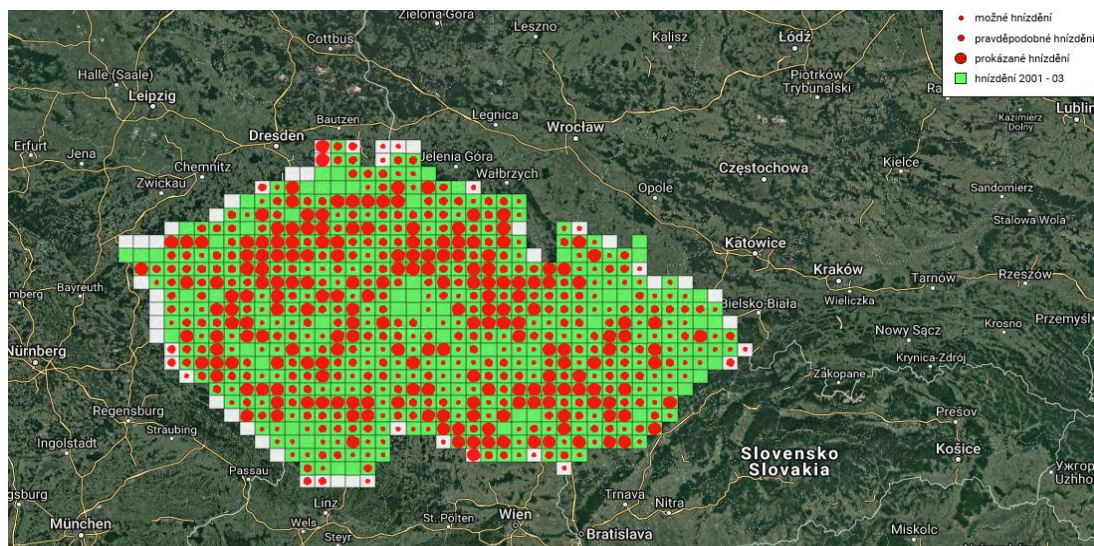 Zielona Góra
Leszno
Kalisz
Łódź
Cottbus
Halle (Saale)
Leipzig
Piotrków
Trybunalski
Lublin
Kazimierz
Dolny
Legnica
Wrocław
Bautzen
Dresden
Erfurt
Jena
Chemnitz
Zwickau
Jelenia Góra
Wałbrzych
Opole
Częstochowa
Kielce
Sandomierz
Stalowa Wola
Katowice
Kraków
Tarnów
Rzeszów
Bayreuth
Bielsko-Biała
Wieliczka
Przemyśl
Krosno
Nowy Sącz
Nürnberg
Krynica-Zdrój
Zakopane
Regensburg
Straubing
Ingolstadt
Prešov
Košice
Slovensko
Slovakia
Passau
Linz
Wels
Steyr
St. Pölten
Wien
Trnava
Nitra
Bratislava
München
Miskolc
možné hnízdění
pravděpodobné hnízdění
prokázané hnízdění
hnízdění 2001 - 03